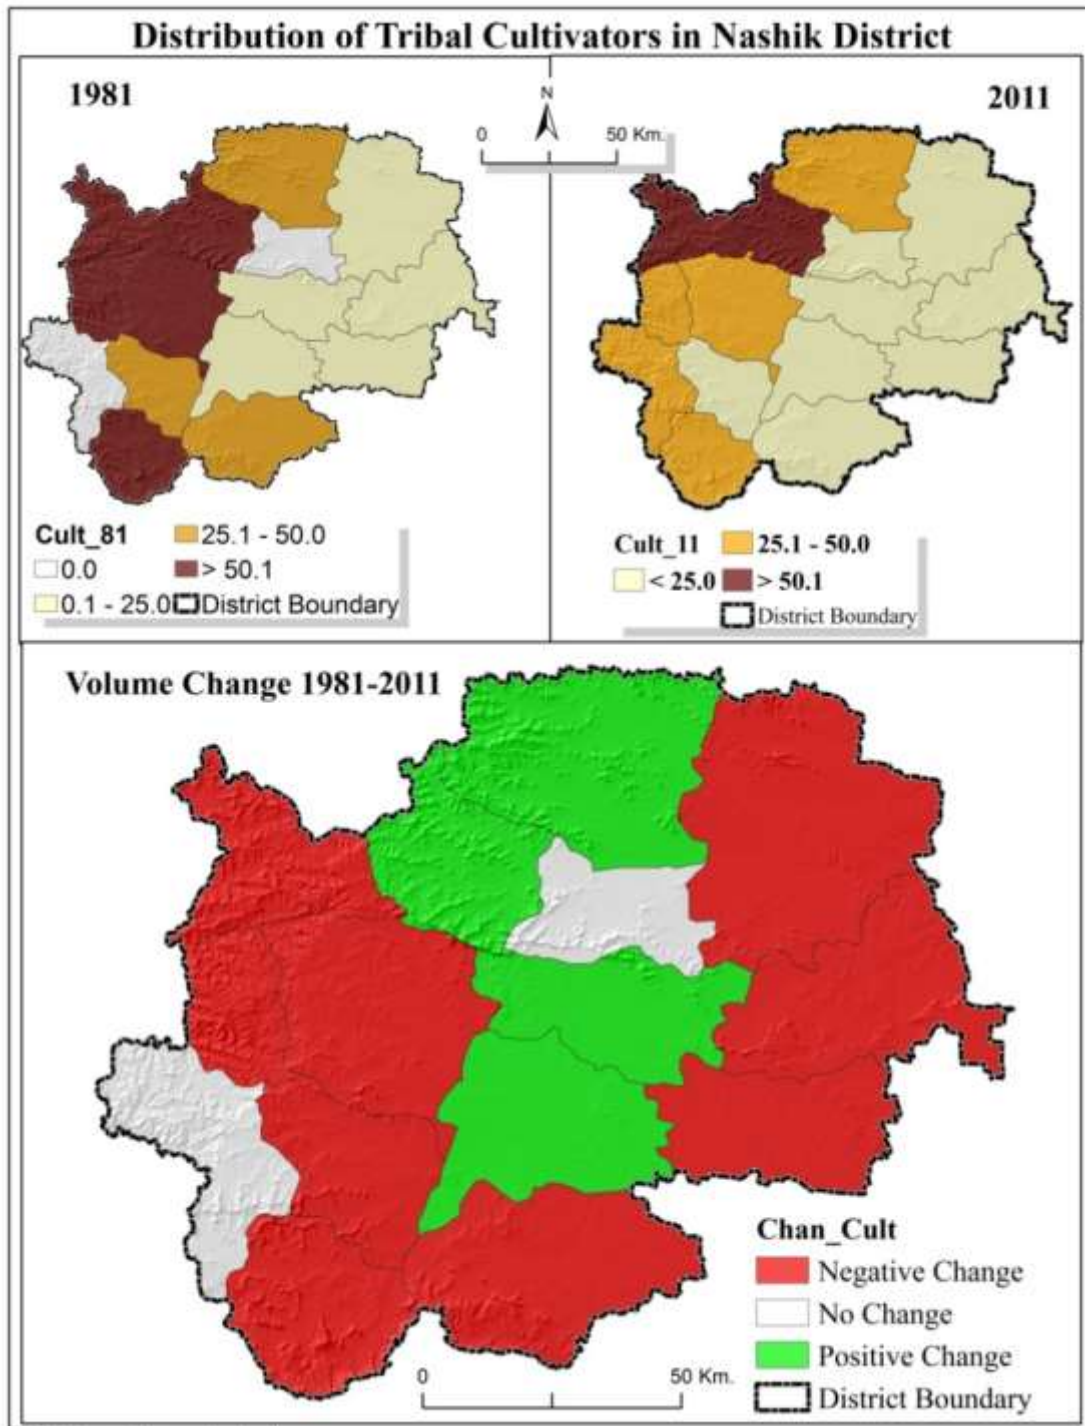 Distribution of Tribal Cultivators in Nashik District
1981
N
0 50 Km.
2011
Cult_81
0.0
0.1 - 25.0
25.1 - 50.0
> 50.1
District Boundary
Cult_11
< 25.0
25.1 - 50.0
> 50.1
District Boundary
Volume Change 1981-2011
Chan_Cult
Negative Change
No Change
Positive Change
District Boundary
0 50 Km.